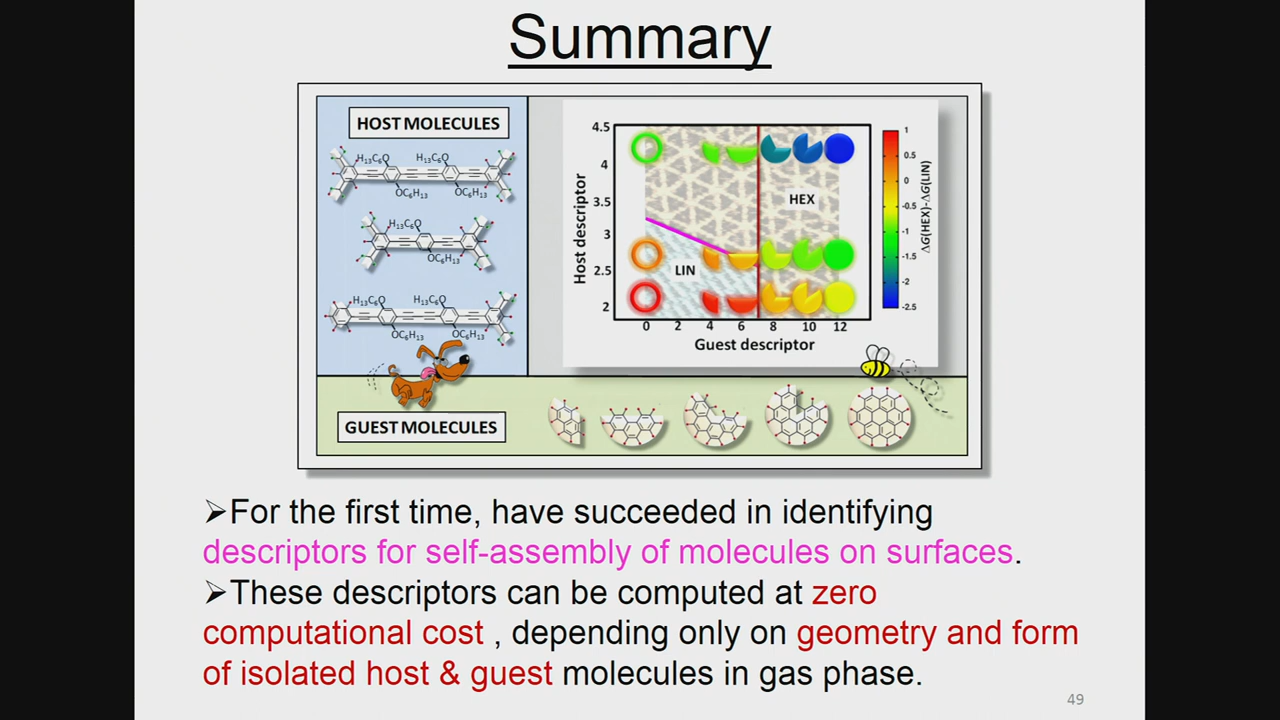 Summary
HOST MOLECULES
H13C6O H13C6O
OC6H13 OC6H13
H13C6O
OC6H13
H13C6O H13C6O
OC6H13 OC6H13
GUEST MOLECULES
Host descriptor
4.5
4
3.5
3
2.5
2
HEX
LIN
0 2 4 6 8 10 12
Guest descriptor
1
0.5
0
-0.5
-1
-1.5
-2
-2.5
ΔG(HEX)-ΔG(LIN)
➢For the first time, have succeeded in identifying
descriptors for self-assembly of molecules on surfaces.
➢These descriptors can be computed at zero
computational cost , depending only on geometry and form
of isolated host & guest molecules in gas phase.
49